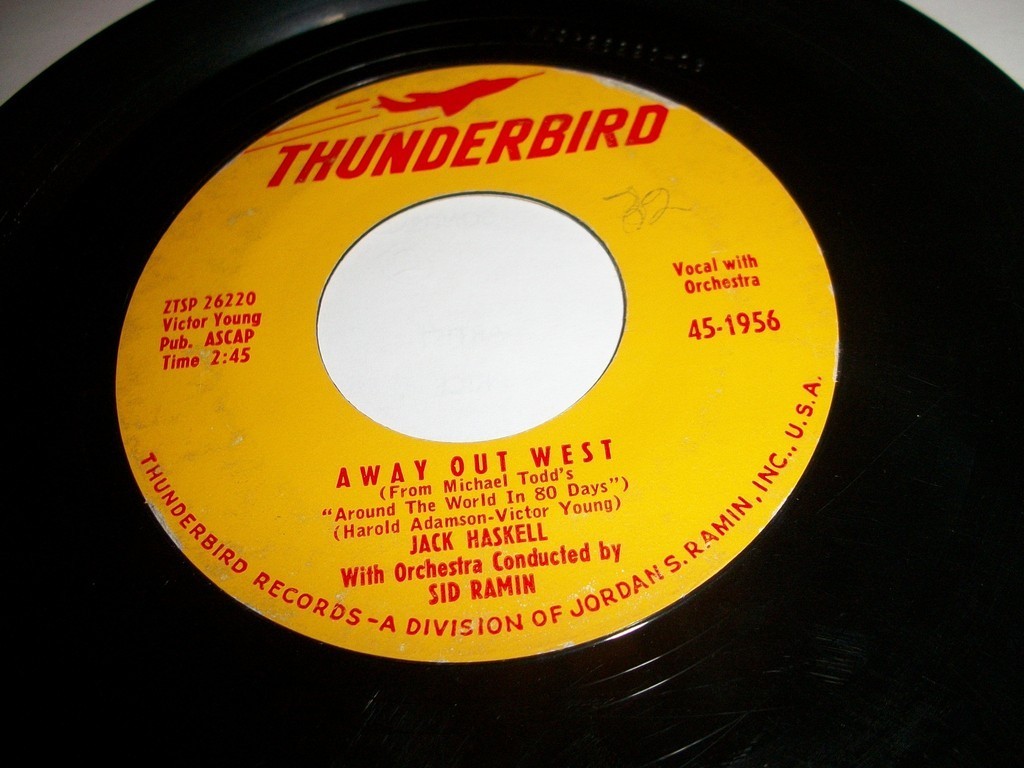 THUNDERBIRD
32
ZTSP 26220
Victor Young
Pub. ASCAP
Time 2:45
Vocal with
Orchestra
45-1956
AWAY OUT WEST
(From Michael Todd's
“Around The World In 80 Days”)
(Harold Adamson-Victor Young)
JACK HASKELL
With Orchestra Conducted by
SID RAMIN
THUNDERBIRD RECORDS-A DIVISION OF JORDAN S. RAMIN, INC., U.S.A.